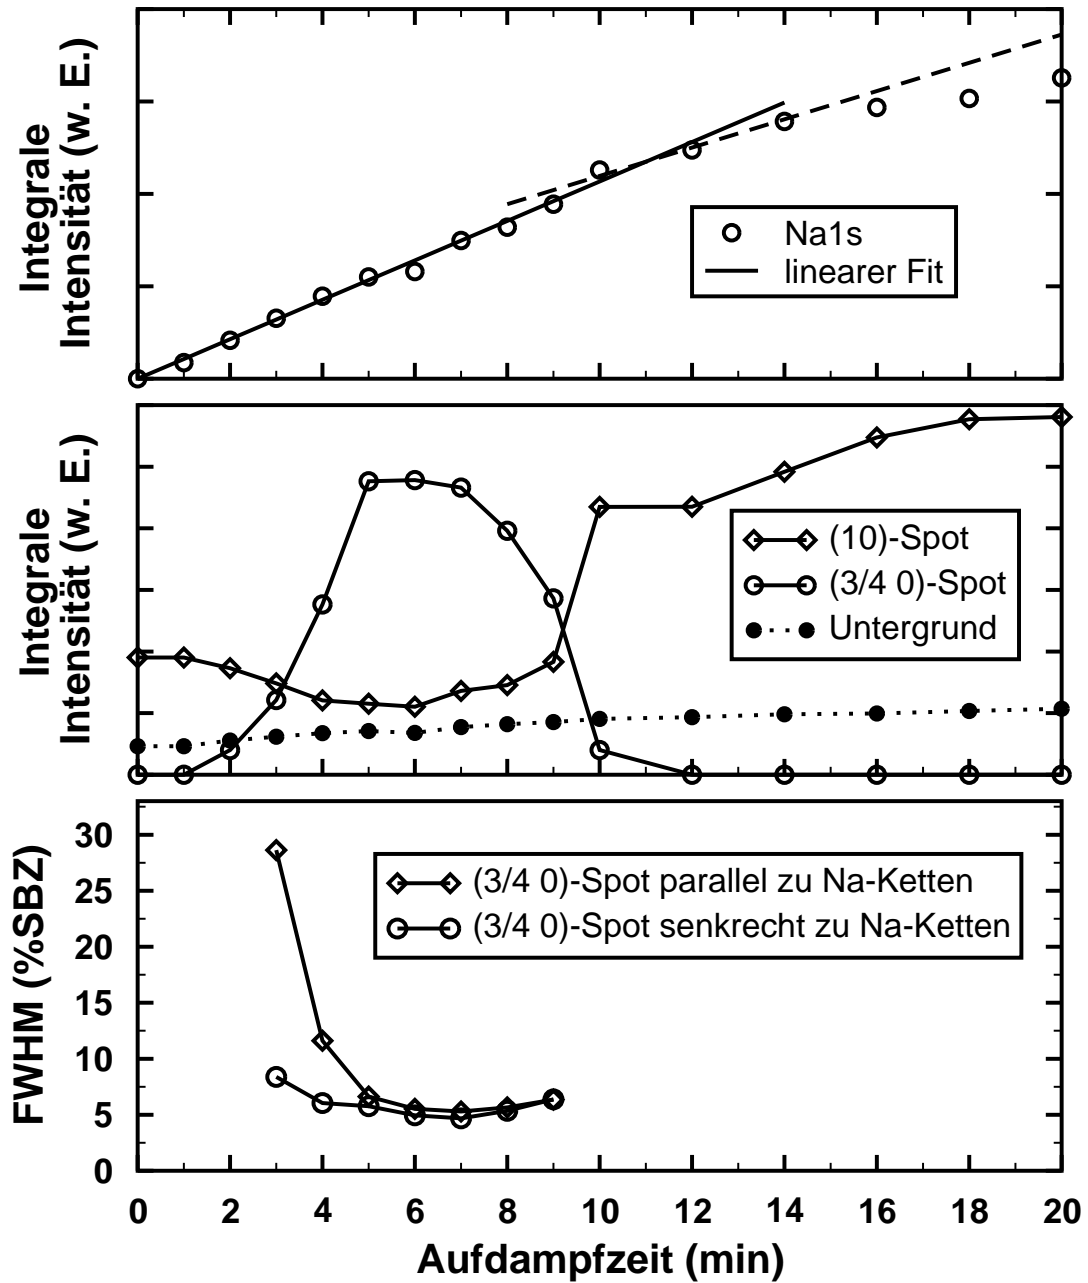 Integrale
Intensität (w. E.)
Na1s
linearer Fit
Integrale
Intensität (w. E.)
(10)-Spot
(3/4 0)-Spot
Untergrund
FWHM (%SBZ)
30
25
20
15
10
5
0
(3/4 0)-Spot parallel zu Na-Ketten
(3/4 0)-Spot senkrecht zu Na-Ketten
0 2 4 6 8 10 12 14 16 18 20
Aufdampfzeit (min)